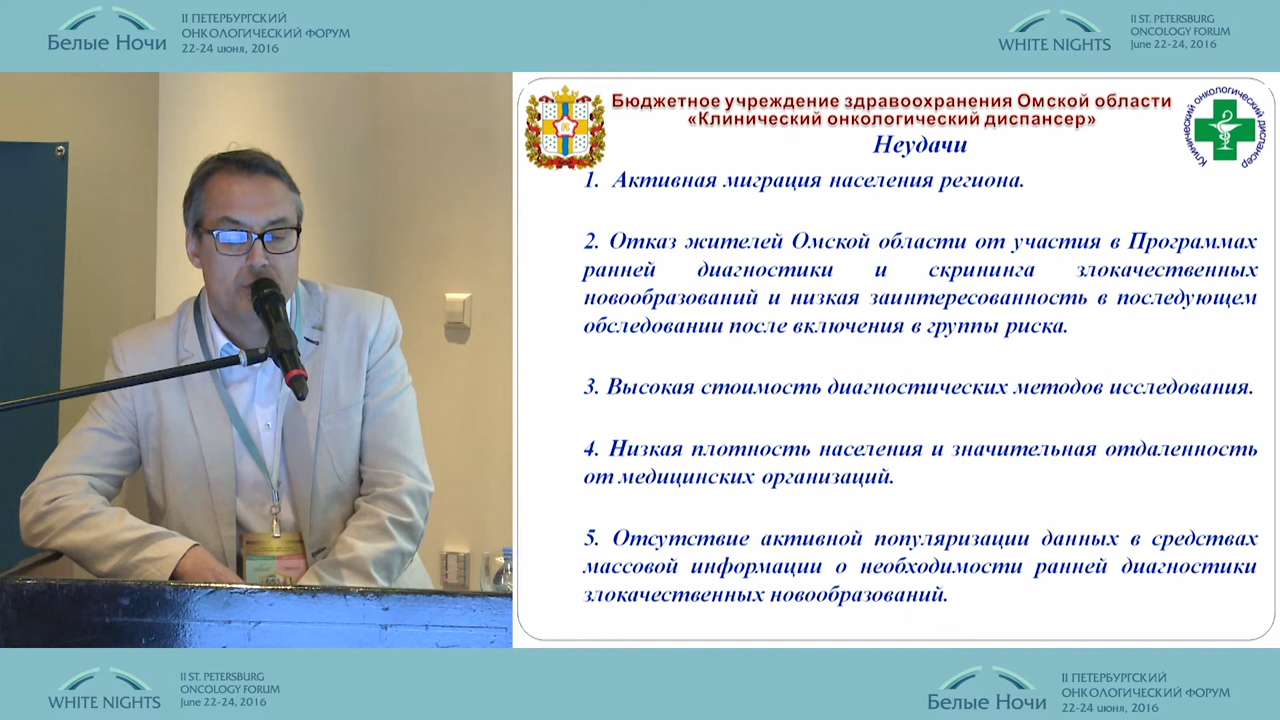 Белые Ночи
II ПЕТЕРБУРГСКИЙ
ОНКОЛОГИЧЕСКИЙ ФОРУМ
22-24 июня, 2016
WHITE NIGHTS
II ST. PETERSBURG
ONCOLOGY FORUM
June 22-24, 2016
Бюджетное учреждение здравоохранения Омской области
«Клинический онкологический диспансер»
Клинический онкологический диспансер
Неудачи
1. Активная миграция населения региона.
2. Отказ жителей Омской области от участия в Программах
ранней диагностики и скрининга злокачественных
новообразований и низкая заинтересованность в последующем
обследовании после включения в группы риска.
3. Высокая стоимость диагностических методов исследования.
4. Низкая плотность населения и значительная отдаленность
от медицинских организаций.
5. Отсутствие активной популяризации данных в средствах
массовой информации о необходимости ранней диагностики
злокачественных новообразований.
WHITE NIGHTS
II ST. PETERSBURG
ONCOLOGY FORUM
June 22-24, 2016
Белые Ночи
II ПЕТЕРБУРГСКИЙ
ОНКОЛОГИЧЕСКИЙ ФОРУМ
22-24 июня, 2016